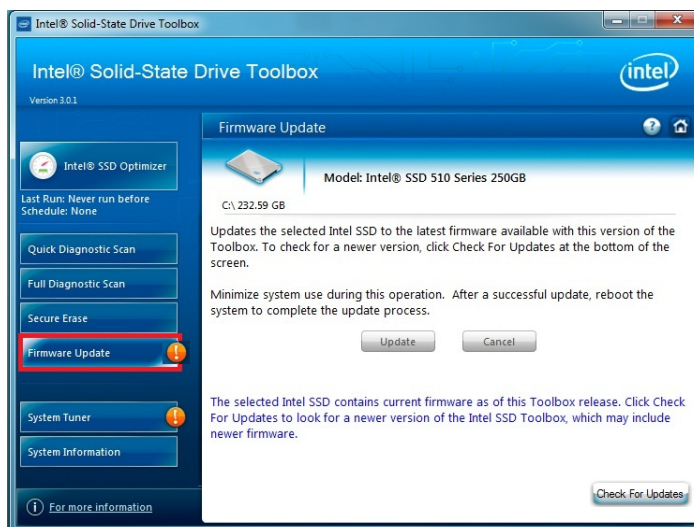 Intel® Solid-State Drive Toolbox
Intel® Solid-State Drive Toolbox
Version 3.0.1
intel
Firmware Update
?
Intel® SSD Optimizer
Last Run: Never run before
Schedule: None
Quick Diagnostic Scan
Full Diagnostic Scan
Secure Erase
Firmware Update
!
System Tuner
!
System Information
i
For more information
Model: Intel® SSD 510 Series 250GB
C:\ 232.59 GB
Updates the selected Intel SSD to the latest firmware available with this version of the
Toolbox. To check for a newer version, click Check For Updates at the bottom of the
screen.
Minimize system use during this operation. After a successful update, reboot the
system to complete the update process.
Update
Cancel
The selected Intel SSD contains current firmware as of this Toolbox release. Click Check
For Updates to look for a newer version of the Intel SSD Toolbox, which may include
newer firmware.
Check For Updates